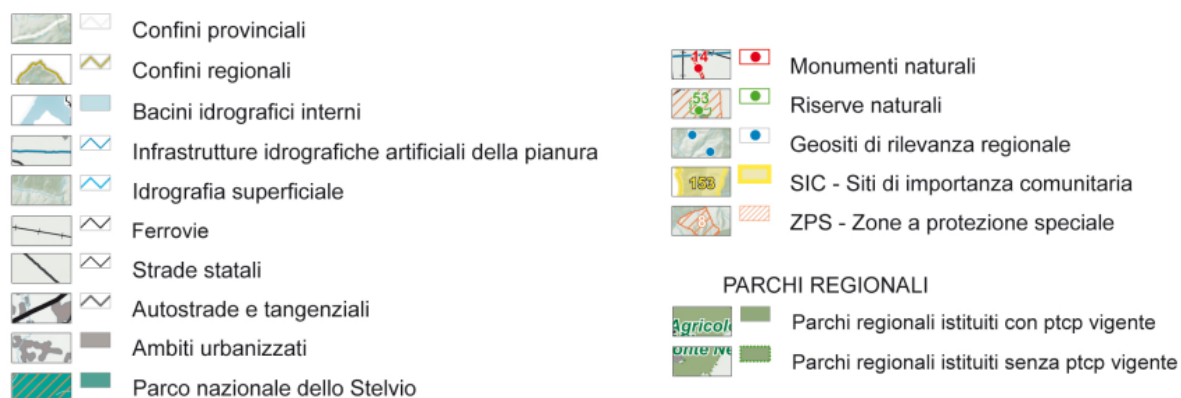 Confini provinciali
Confini regionali
Bacini idrografici interni
Infrastrutture idrografiche artificiali della pianura
Idrografia superficiale
Ferrovie
Strade statali
Autostrade e tangenziali
Ambiti urbanizzati
Parco nazionale dello Stelvio
14
Monumenti naturali
53
Riserve naturali
Geositi di rilevanza regionale
153
SIC - Siti di importanza comunitaria
8
ZPS - Zone a protezione speciale
PARCHI REGIONALI
Agricol
Parchi regionali istituiti con ptcp vigente
onte Ne
Parchi regionali istituiti senza ptcp vigente